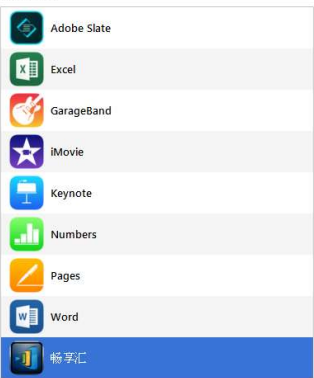 Adobe Slate
Excel
GarageBand
iMovie
Keynote
Numbers
Pages
Word
畅享汇